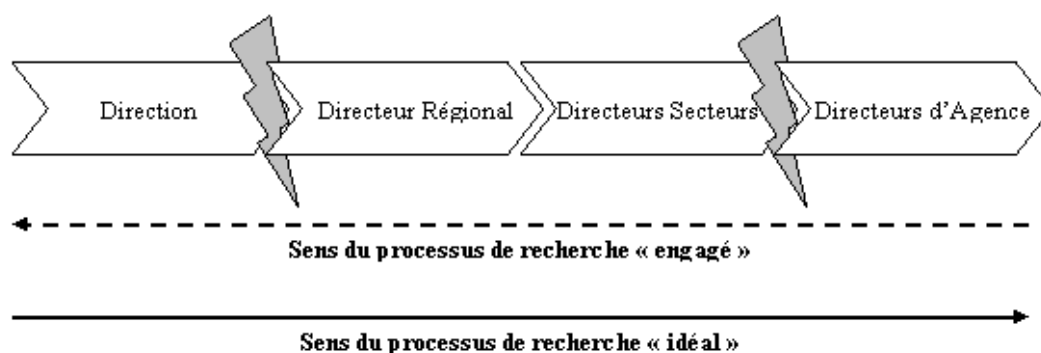 Direction
Directeur Régional
Directeurs Secteurs
Directeurs d'Agence
Sens du processus de recherche « engagé »
Sens du processus de recherche « idéal »